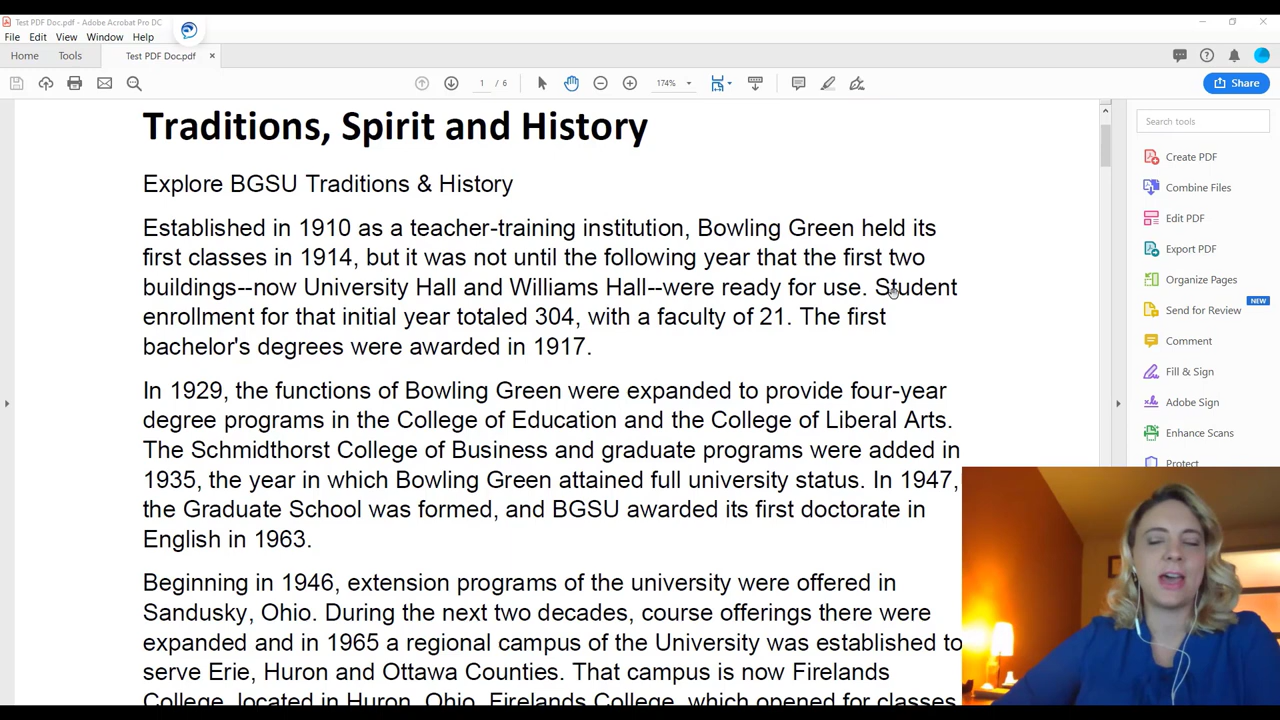 Test PDF Doc.pdf - Adobe Acrobat Pro DC
File Edit View Window Help
Home Tools Test PDF Doc.pdf ×
1 / 6 174% Share
Traditions, Spirit and History
Explore BGSU Traditions & History
Established in 1910 as a teacher-training institution, Bowling Green held its
first classes in 1914, but it was not until the following year that the first two
buildings--now University Hall and Williams Hall--were ready for use. Student
enrollment for that initial year totaled 304, with a faculty of 21. The first
bachelor's degrees were awarded in 1917.
In 1929, the functions of Bowling Green were expanded to provide four-year
degree programs in the College of Education and the College of Liberal Arts.
The Schmidthorst College of Business and graduate programs were added in
1935, the year in which Bowling Green attained full university status. In 1947,
the Graduate School was formed, and BGSU awarded its first doctorate in
English in 1963.
Beginning in 1946, extension programs of the university were offered in
Sandusky, Ohio. During the next two decades, course offerings there were
expanded and in 1965 a regional campus of the University was established to
serve Erie, Huron and Ottawa Counties. That campus is now Firelands
College, located in Huron, Ohio. Firelands College, which opened for classes
Search tools
Create PDF
Combine Files
Edit PDF
Export PDF
Organize Pages
Send for Review NEW
Comment
Fill & Sign
Adobe Sign
Enhance Scans
Protect